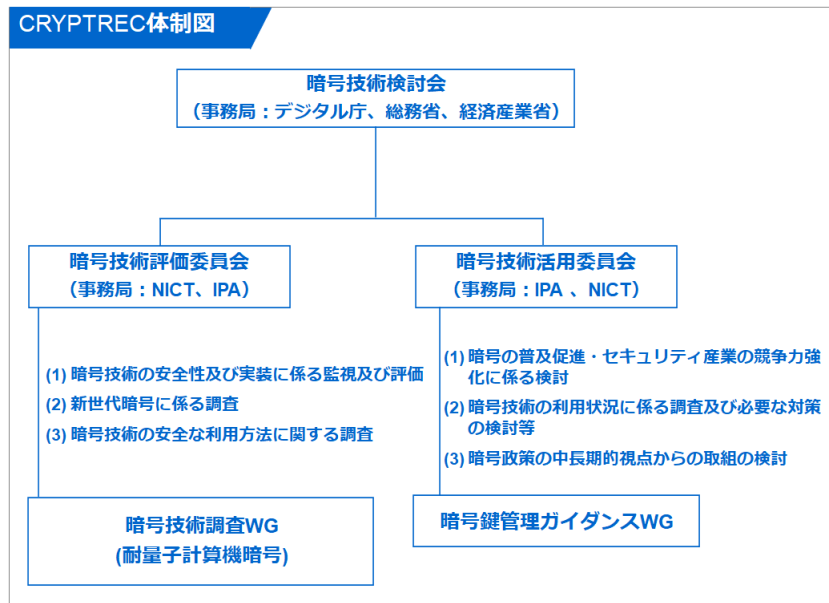 CRYPTREC体制図
暗号技術検討会
（事務局：デジタル庁、総務省、経済産業省）
暗号技術評価委員会
（事務局：NICT、IPA）
(1) 暗号技術の安全性及び実装に係る監視及び評価
(2) 新世代暗号に係る調査
(3) 暗号技術の安全な利用方法に関する調査
暗号技術調査WG
(耐量子計算機暗号)
暗号技術活用委員会
（事務局：IPA 、NICT）
(1) 暗号の普及促進・セキュリティ産業の競争力強
化に係る検討
(2) 暗号技術の利用状況に係る調査及び必要な対策
の検討等
(3) 暗号政策の中長期的視点からの取組の検討
暗号鍵管理ガイダンスWG